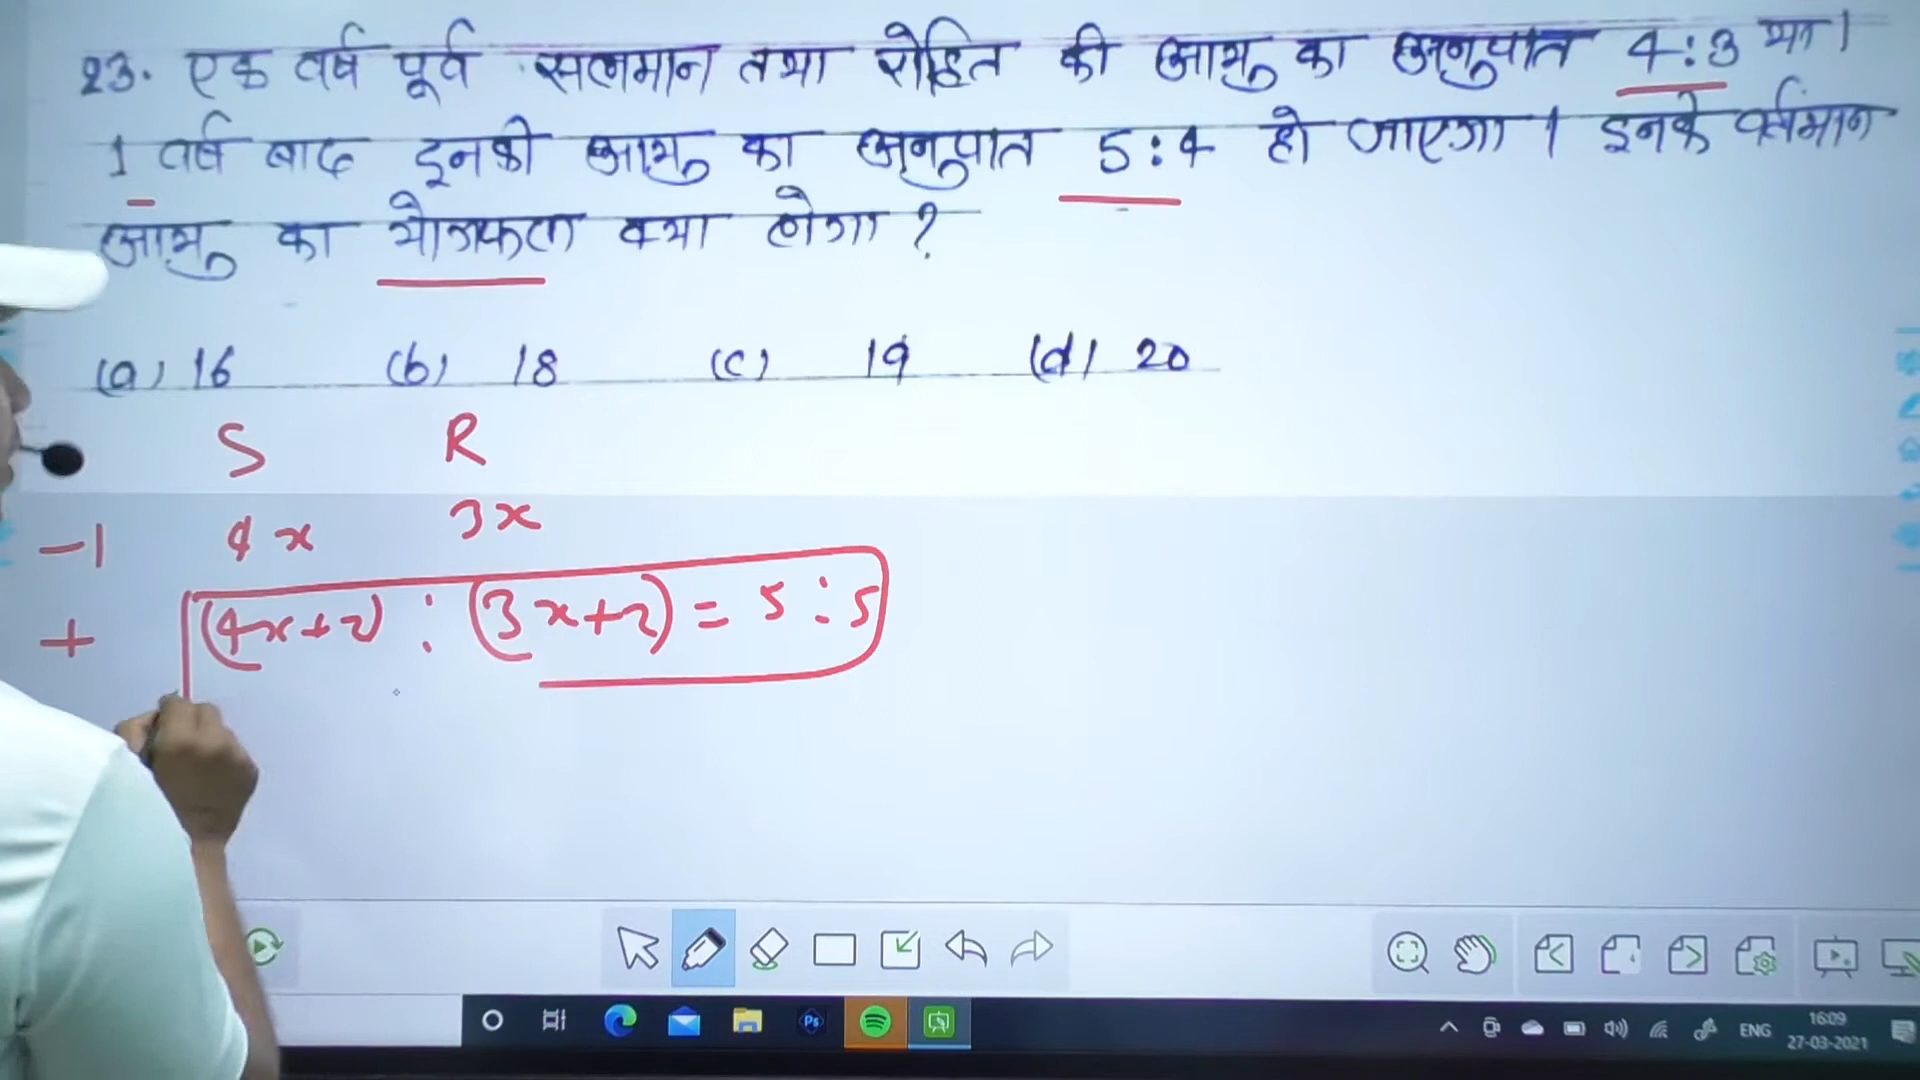 23. एक वर्ष पूर्व सलमान तथा रोहित की आयु का अनुपात 4:3 था।
1 वर्ष बाद इनकी आयु का अनुपात 5:4 हो जाएगा। इनके वर्तमान
आयु का योगफल क्या होगा?
(a) 16 (b) 18 (c) 19 (d) 20
S R
-1 4x 3x
+ (4x+2) : (3x+2) = 5:5
Ps ENG 16:09
27-03-2021